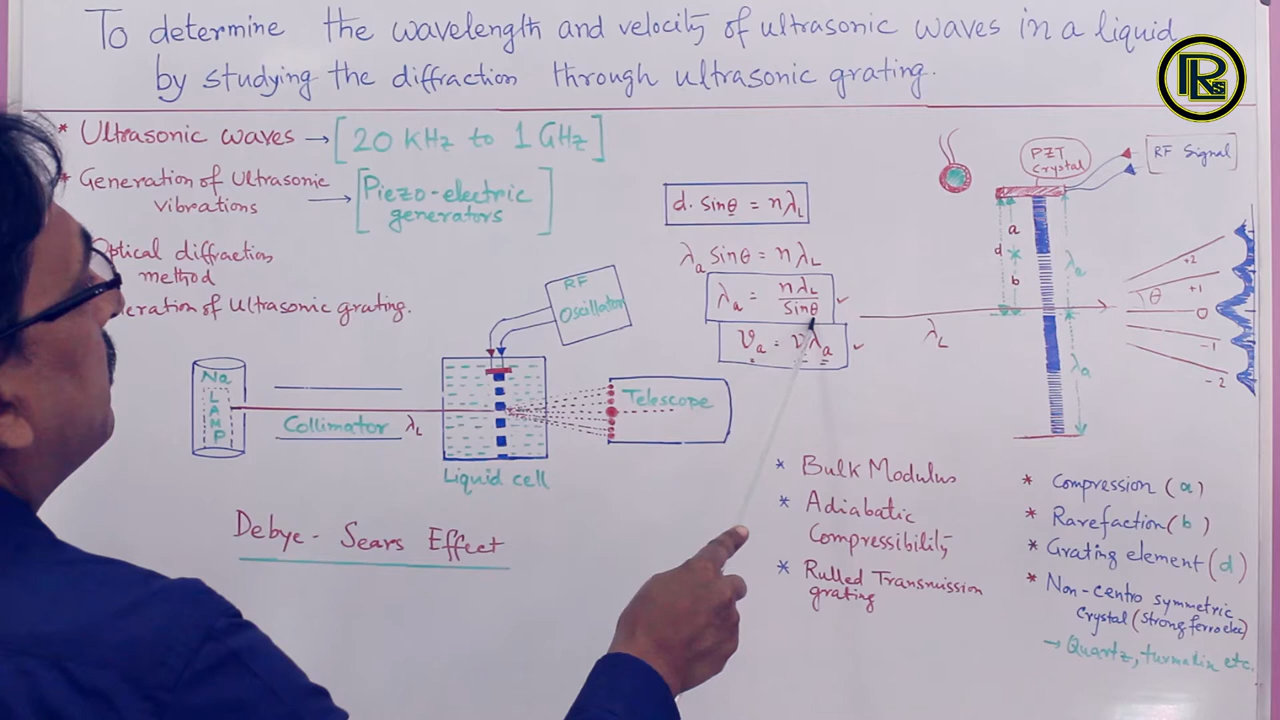 To determine the wavelength and velocity of ultrasonic waves in a liquid
by studying the diffraction through ultrasonic grating.
RLS
* Ultrasonic waves → [20 KHz to 1 GHz]
* Generation of Ultrasonic
vibrations → [Piezo-electric
generators]
Optical diffraction
method
eration of Ultrasonic grating.
RF
Oscillator
Na
LAMP
Collimator λL
Liquid cell
Telescope
Debye - Sears Effect
d. sinθ = nλL
λa sinθ = nλL
λa = nλL / sinθ ✓
va = νλa ✓
PZT
Crystal
RF Signal
a
d
b
λa
λa
λL
θ
+2
+1
0
-1
-2
* Bulk Modulus
* Adiabatic
Compressibility
* Rulled Transmission
grating
* Compression (a)
* Rarefaction (b)
* Grating element (d)
* Non-centro symmetric
Crystal (strong ferroelec)
→ Quartz, turmalin etc.